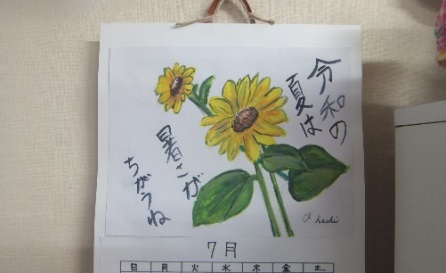 令和の
夏は
暑さが
ちがうね
7月
日 月 火 水 木 金 土